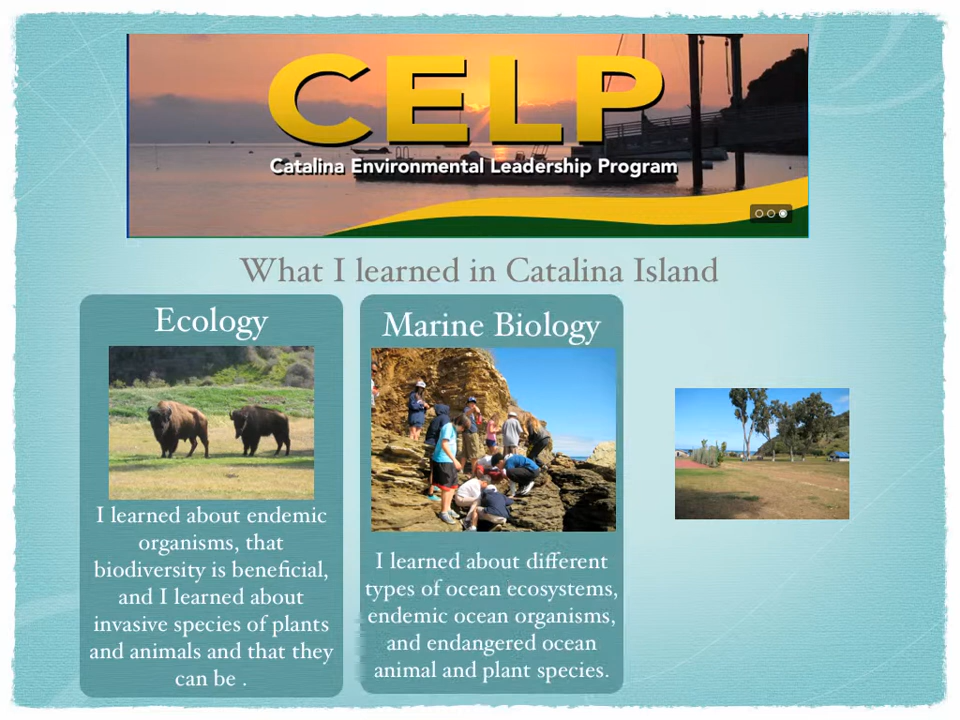 CELP
Catalina Environmental Leadership Program
What I learned in Catalina Island
Ecology
I learned about endemic
organisms, that
biodiversity is beneficial,
and I learned about
invasive species of plants
and animals and that they
can be .
Marine Biology
I learned about different
types of ocean ecosystems,
endemic ocean organisms,
and endangered ocean
animal and plant species.